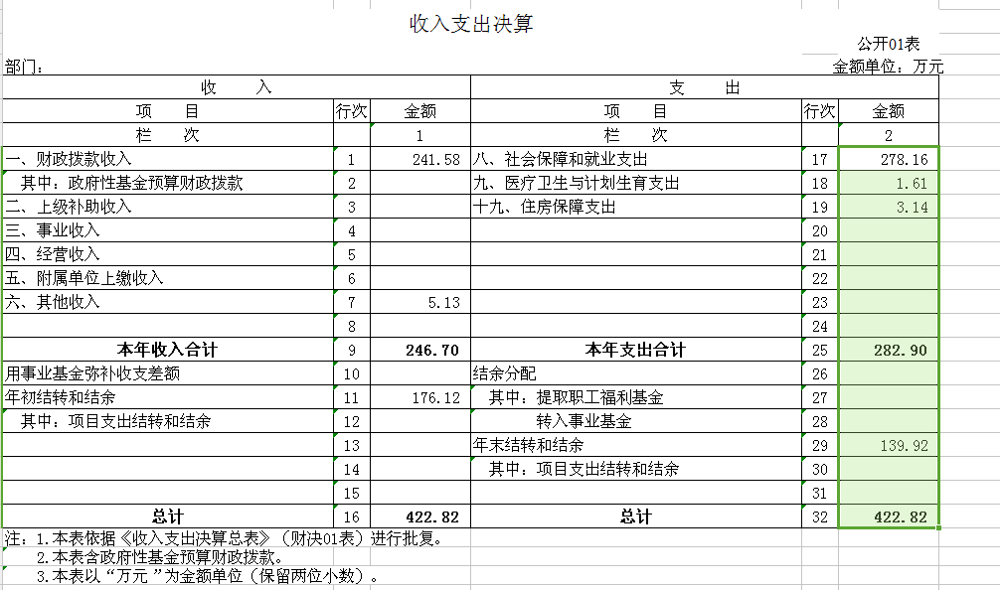 收入支出决算
公开01表
部门： 金额单位：万元
收 入 支 出
项 目 行次 金额 项 目 行次 金额
栏 次 1 栏 次 2
一、财政拨款收入 1 241.58 八、社会保障和就业支出 17 278.16
其中：政府性基金预算财政拨款 2 九、医疗卫生与计划生育支出 18 1.61
二、上级补助收入 3 十九、住房保障支出 19 3.14
三、事业收入 4 20
四、经营收入 5 21
五、附属单位上缴收入 6 22
六、其他收入 7 5.13 23
8 24
本年收入合计 9 246.70 本年支出合计 25 282.90
用事业基金弥补收支差额 10 结余分配 26
年初结转和结余 11 176.12 其中：提取职工福利基金 27
其中：项目支出结转和结余 12 转入事业基金 28
13 年末结转和结余 29 139.92
14 其中：项目支出结转和结余 30
15 31
总计 16 422.82 总计 32 422.82
注：1.本表依据《收入支出决算总表》（财决01表）进行批复。
2.本表含政府性基金预算财政拨款。
3.本表以“万元”为金额单位（保留两位小数）。